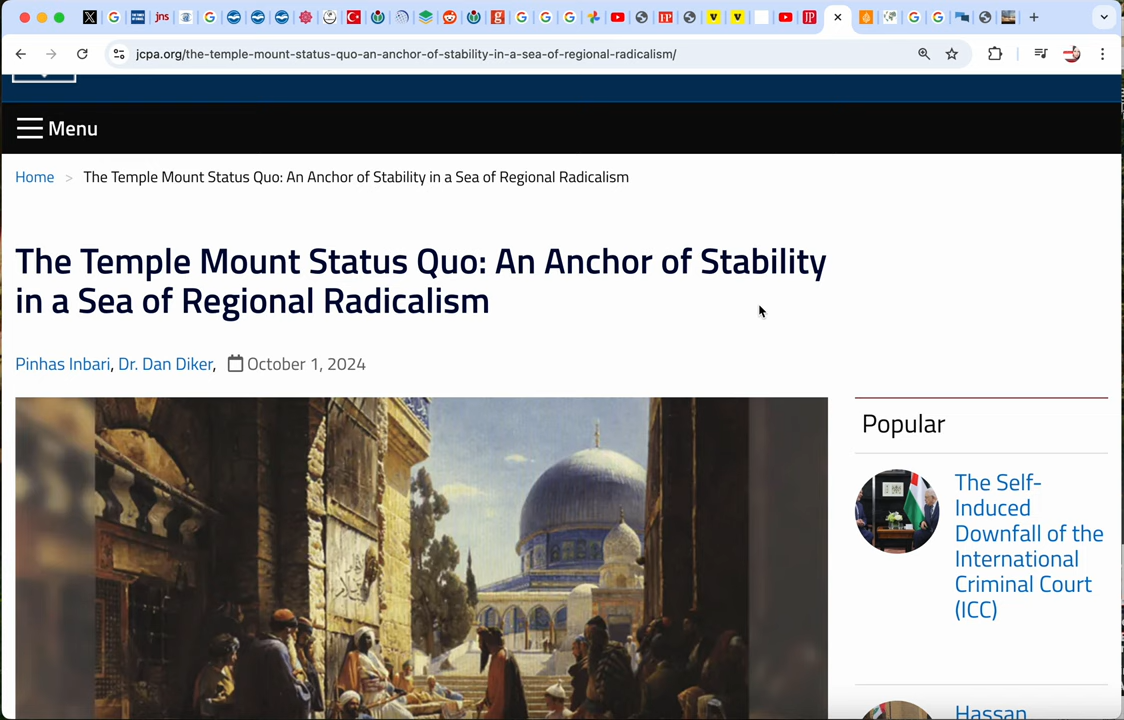 jcpa.org/the-temple-mount-status-quo-an-anchor-of-stability-in-a-sea-of-regional-radicalism/
Menu
Home > The Temple Mount Status Quo: An Anchor of Stability in a Sea of Regional Radicalism
The Temple Mount Status Quo: An Anchor of Stability
in a Sea of Regional Radicalism
Pinhas Inbari, Dr. Dan Diker, October 1, 2024
Popular
The Self-
Induced
Downfall of the
International
Criminal Court
(ICC)
Hassan